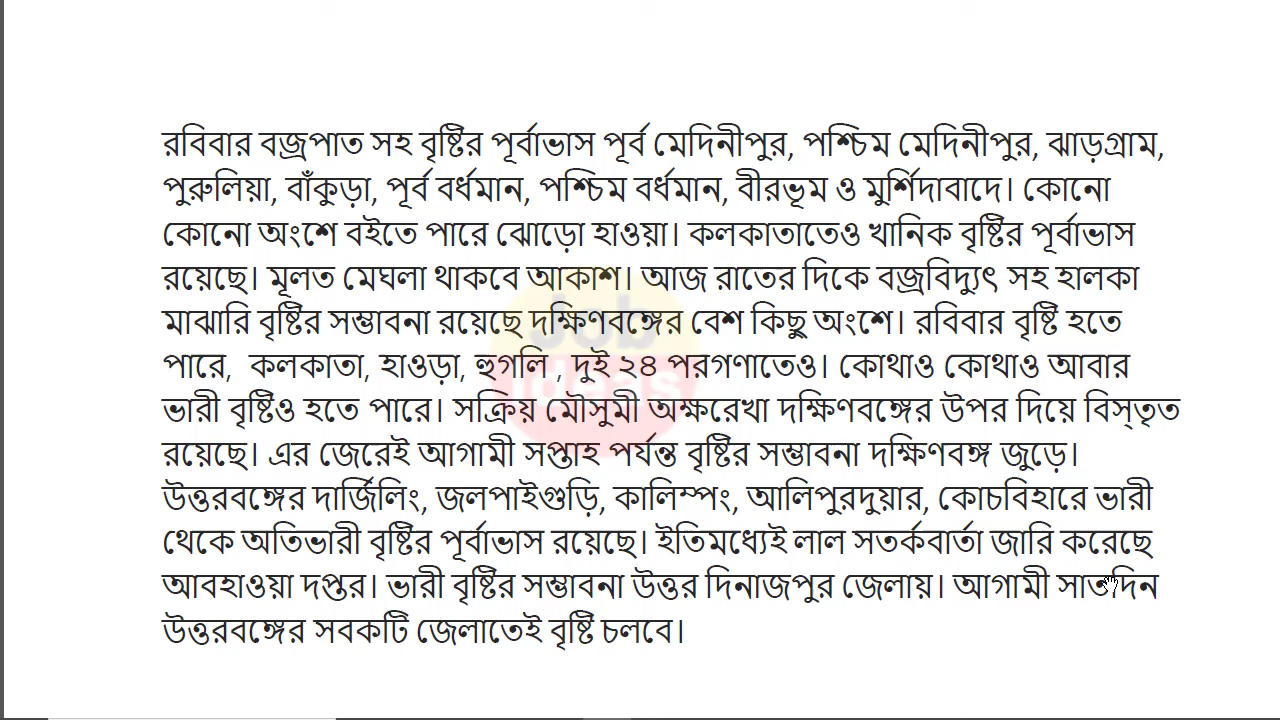 রবিবার বজ্রপাত সহ বৃষ্টির পূর্বাভাস পূর্ব মেদিনীপুর, পশ্চিম মেদিনীপুর, ঝাড়গ্রাম,
পুরুলিয়া, বাঁকুড়া, পূর্ব বর্ধমান, পশ্চিম বর্ধমান, বীরভূম ও মুর্শিদাবাদে। কোনো
কোনো অংশে বইতে পারে ঝোড়ো হাওয়া। কলকাতাতেও খানিক বৃষ্টির পূর্বাভাস
রয়েছে। মূলত মেঘলা থাকবে আকাশ। আজ রাতের দিকে বজ্রবিদ্যুৎ সহ হালকা
মাঝারি বৃষ্টির সম্ভাবনা রয়েছে দক্ষিণবঙ্গের বেশ কিছু অংশে। রবিবার বৃষ্টি হতে
পারে, কলকাতা, হাওড়া, হুগলি , দুই ২৪ পরগণাতেও। কোথাও কোথাও আবার
ভারী বৃষ্টিও হতে পারে। সক্রিয় মৌসুমী অক্ষরেখা দক্ষিণবঙ্গের উপর দিয়ে বিস্তৃত
রয়েছে। এর জেরেই আগামী সপ্তাহ পর্যন্ত বৃষ্টির সম্ভাবনা দক্ষিণবঙ্গ জুড়ে।
উত্তরবঙ্গের দার্জিলিং, জলপাইগুড়ি, কালিম্পং, আলিপুরদুয়ার, কোচবিহারে ভারী
থেকে অতিভারী বৃষ্টির পূর্বাভাস রয়েছে। ইতিমধ্যেই লাল সতর্কবার্তা জারি করেছে
আবহাওয়া দপ্তর। ভারী বৃষ্টির সম্ভাবনা উত্তর দিনাজপুর জেলায়। আগামী সাতদিন
উত্তরবঙ্গের সবকটি জেলাতেই বৃষ্টি চলবে।
Job
Ideas